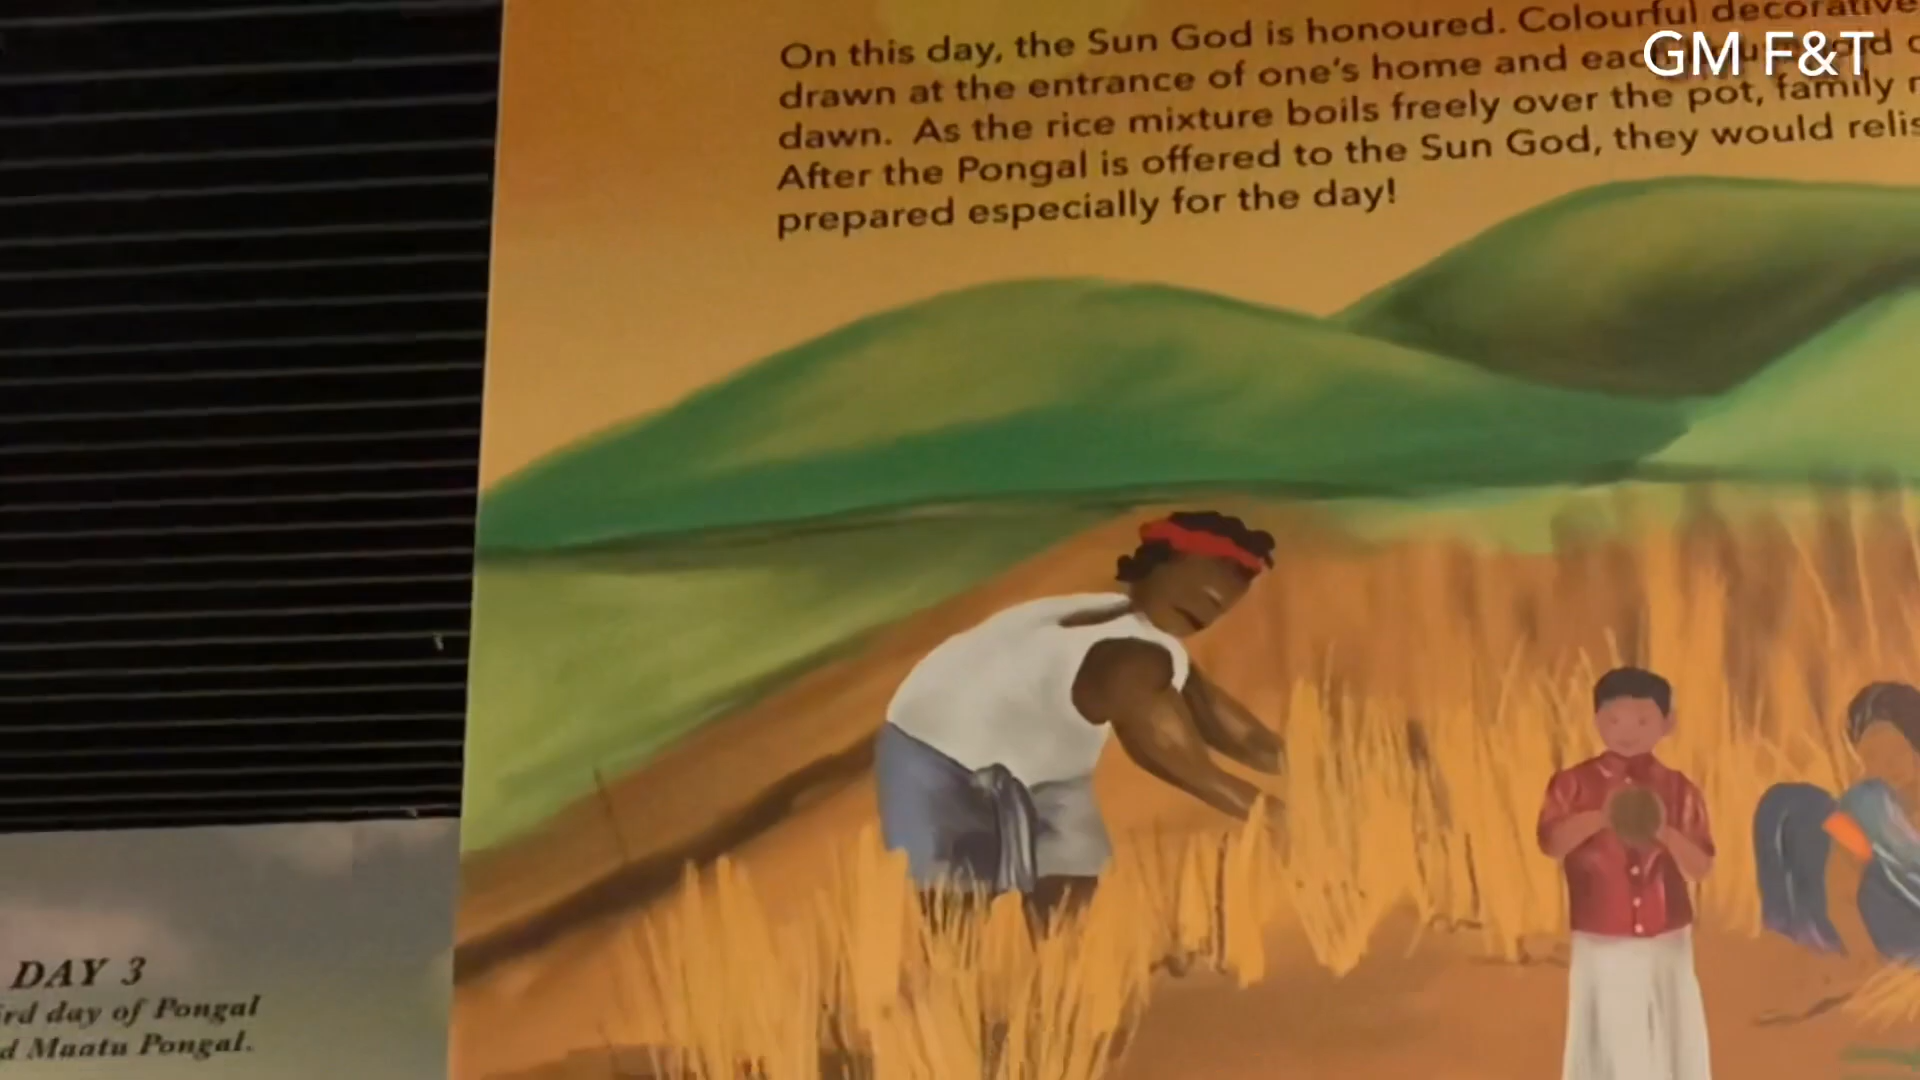 On this day, the Sun God is honoured. Colourful decorative
drawn at the entrance of one's home and each
dawn. As the rice mixture boils freely over the pot, family
After the Pongal is offered to the Sun God, they would
prepared especially for the day!
GM F&T
DAY 3
day of Pongal
Maatu Pongal.